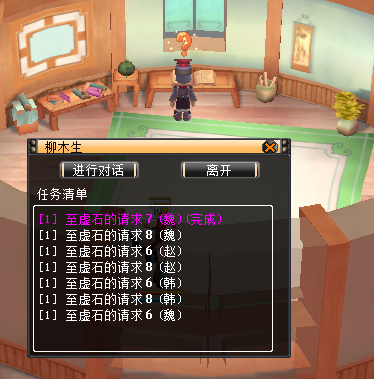 柳木生
进行对话 离开
任务清单
[1] 至虚石的请求7 (魏) (完成)
[1] 至虚石的请求8 (魏)
[1] 至虚石的请求6 (赵)
[1] 至虚石的请求8 (赵)
[1] 至虚石的请求6 (韩)
[1] 至虚石的请求8 (韩)
[1] 至虚石的请求6 (魏)